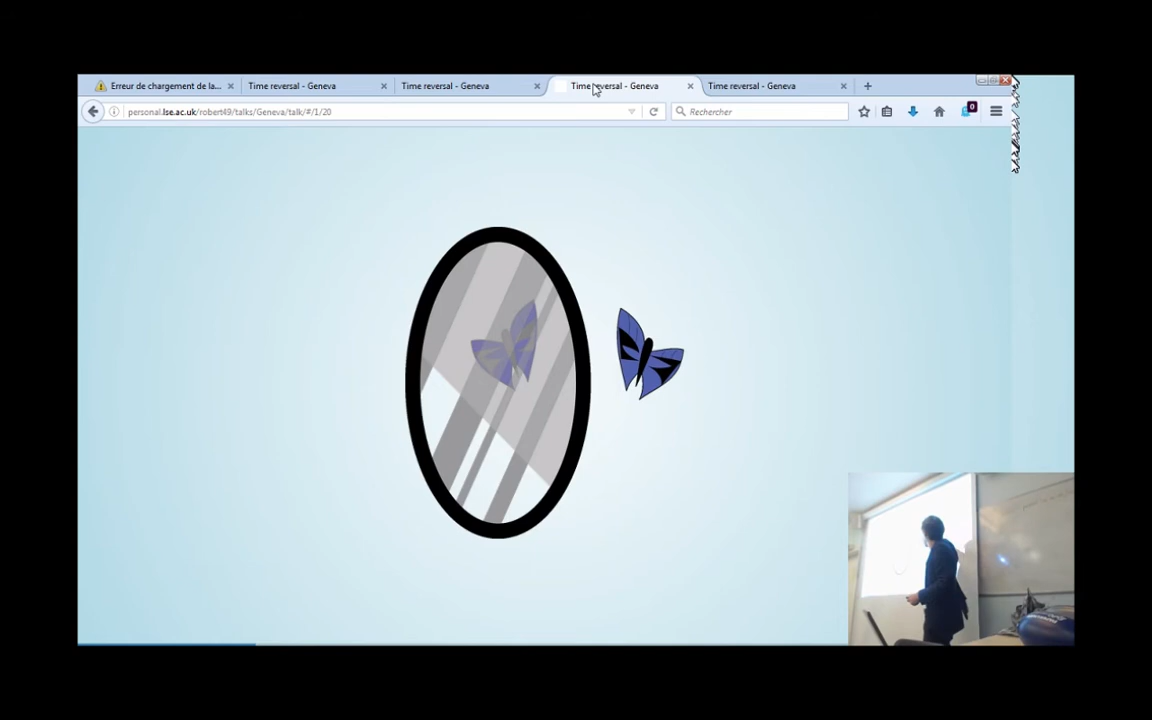 Erreur de chargement de la... Time reversal - Geneva Time reversal - Geneva Time reversal - Geneva Time reversal - Geneva
personal.lse.ac.uk/robert49/talks/Geneva/talk/#/1/20 Rechercher 0